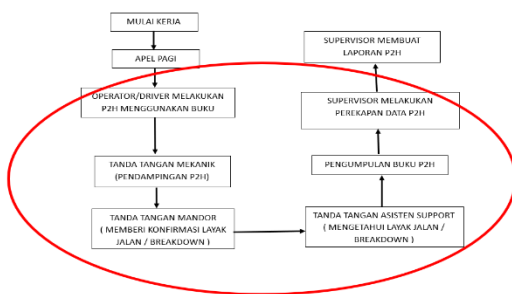 MULAI KERJA
APEL PAGI
OPERATOR/DRIVER MELAKUKAN
P2H MENGGUNAKAN BUKU
TANDA TANGAN MEKANIK
(PENDAMPINGAN P2H)
TANDA TANGAN MANDOR
( MEMBERI KONFIRMASI LAYAK
JALAN / BREAKDOWN )
TANDA TANGAN ASISTEN SUPPORT
( MENGETAHUI LAYAK JALAN /
BREAKDOWN )
PENGUMPULAN BUKU P2H
SUPERVISOR MELAKUKAN
PEREKAPAN DATA P2H
SUPERVISOR MEMBUAT
LAPORAN P2H